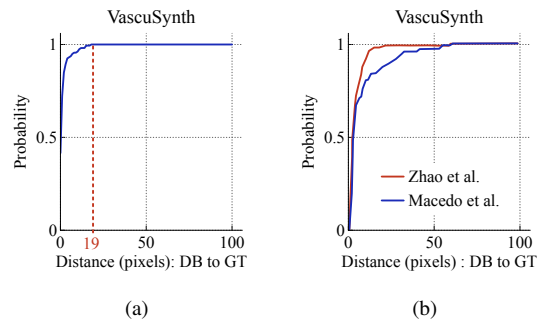 VascuSynth
1
0.5
0
Probability
0
19
50
100
Distance (pixels): DB to GT
(a)
VascuSynth
1
0.5
0
Probability
Zhao et al.
Macedo et al.
0
50
100
Distance (pixels) : DB to GT
(b)